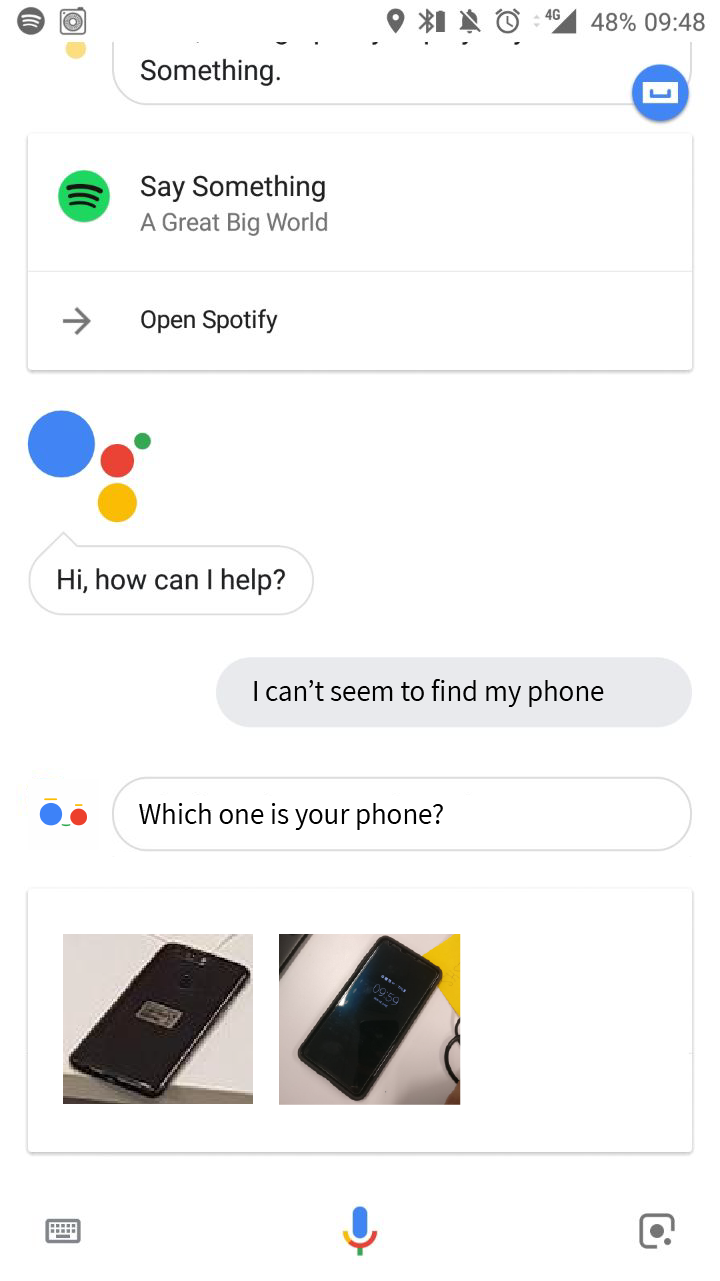 4G 48% 09:48
Something.
Say Something
A Great Big World
Open Spotify
Hi, how can I help?
I can't seem to find my phone
Which one is your phone?
09:59